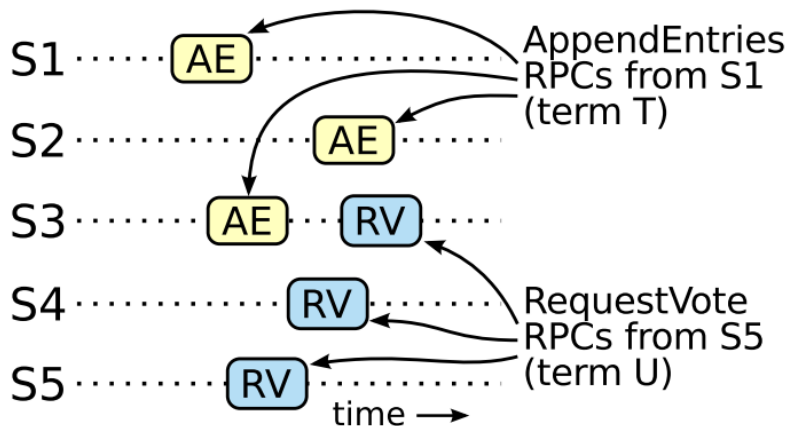 S1
AE
AppendEntries
RPCs from S1
(term T)
S2
AE
S3
AE
RV
S4
RV
RequestVote
RPCs from S5
(term U)
S5
RV
time